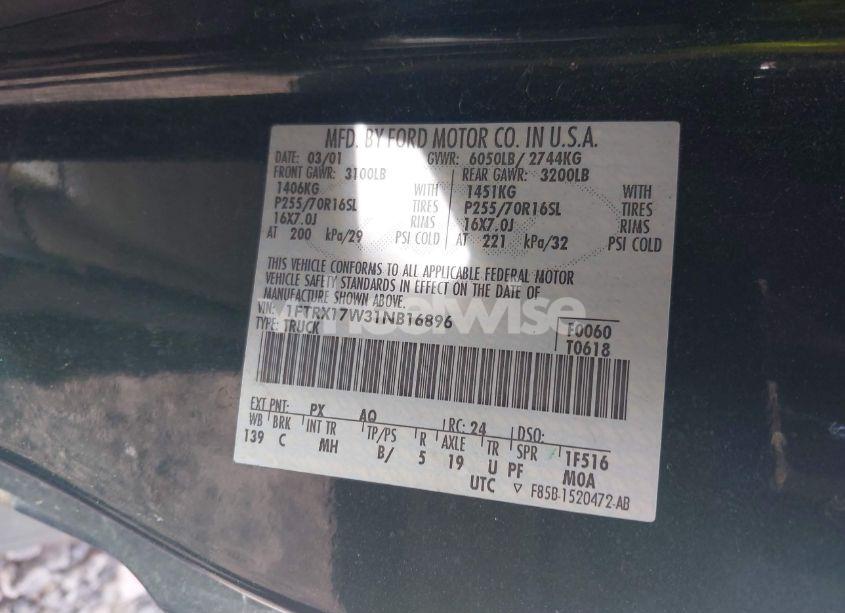 MFD. BY FORD MOTOR CO. IN U.S.A.
DATE: 03/01 GVWR: 6050LB / 2744KG
FRONT GAWR: 3100LB REAR GAWR: 3200LB
1406KG WITH 1451KG WITH
P255/70R16SL TIRES P255/70R16SL TIRES
16X7.0J RIMS 16X7.0J RIMS
AT 200 kPa/29 PSI COLD AT 221 kPa/32 PSI COLD
THIS VEHICLE CONFORMS TO ALL APPLICABLE FEDERAL MOTOR
VEHICLE SAFETY STANDARDS IN EFFECT ON THE DATE OF
MANUFACTURE SHOWN ABOVE.
VIN: 1FTRX17W31NB16896 F0060
TYPE: TRUCK T0618
wheelwise
EXT PNT: PX AQ RC: 24 DSO:
WB BRK INT TR TP/PS R AXLE TR SPR 1F516
139 C MH B/ 5 19 U PF MOA
UTC ▽ F85B-1520472-AB